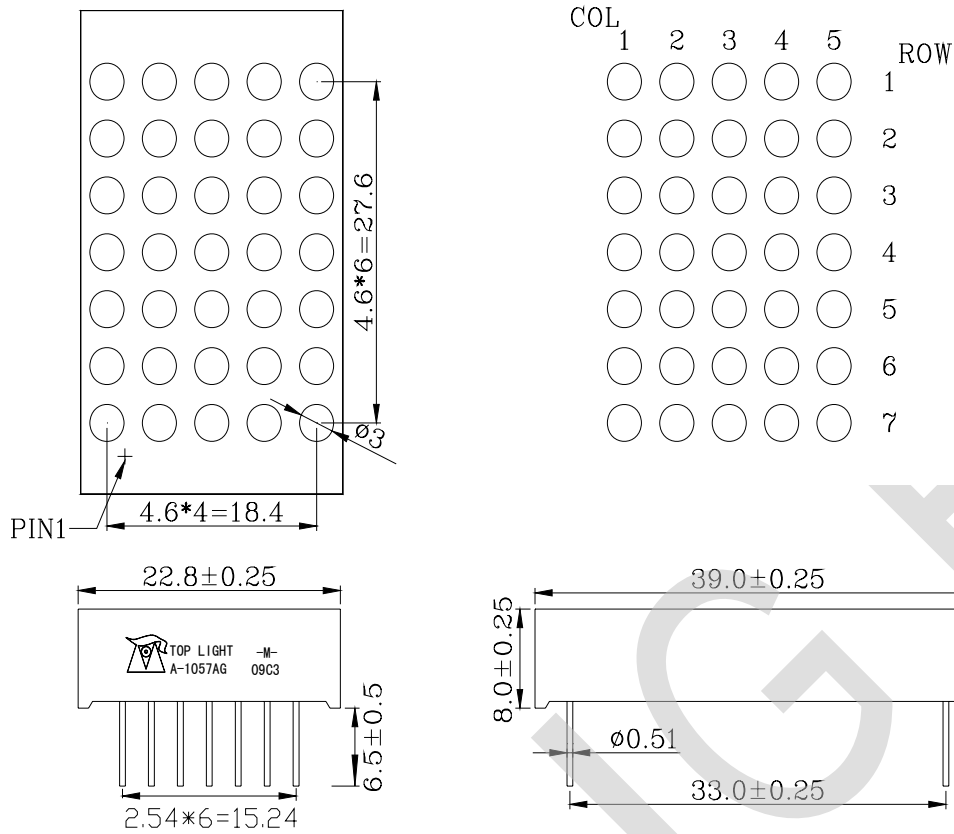 COL
1 2 3 4 5
ROW
1
2
3
4
5
6
7
4.6*6=27.6
ø3
PIN1
4.6*4=18.4
22.8±0.25
TOP LIGHT -M-
A-1057AG 09C3
6.5±0.5
2.54*6=15.24
39.0±0.25
8.0±0.25
ø0.51
33.0±0.25